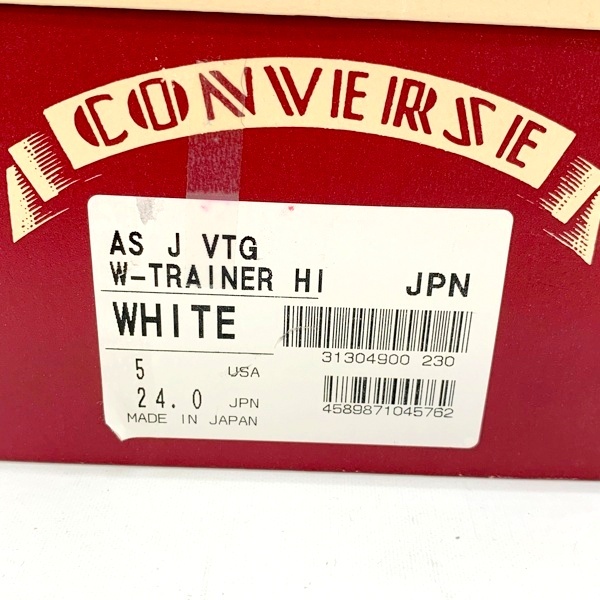 CONVERSE
AS J VTG
W-TRAINER HI JPN
WHITE
31304900 230
5 USA
24.0 JPN
4589871045762
MADE IN JAPAN